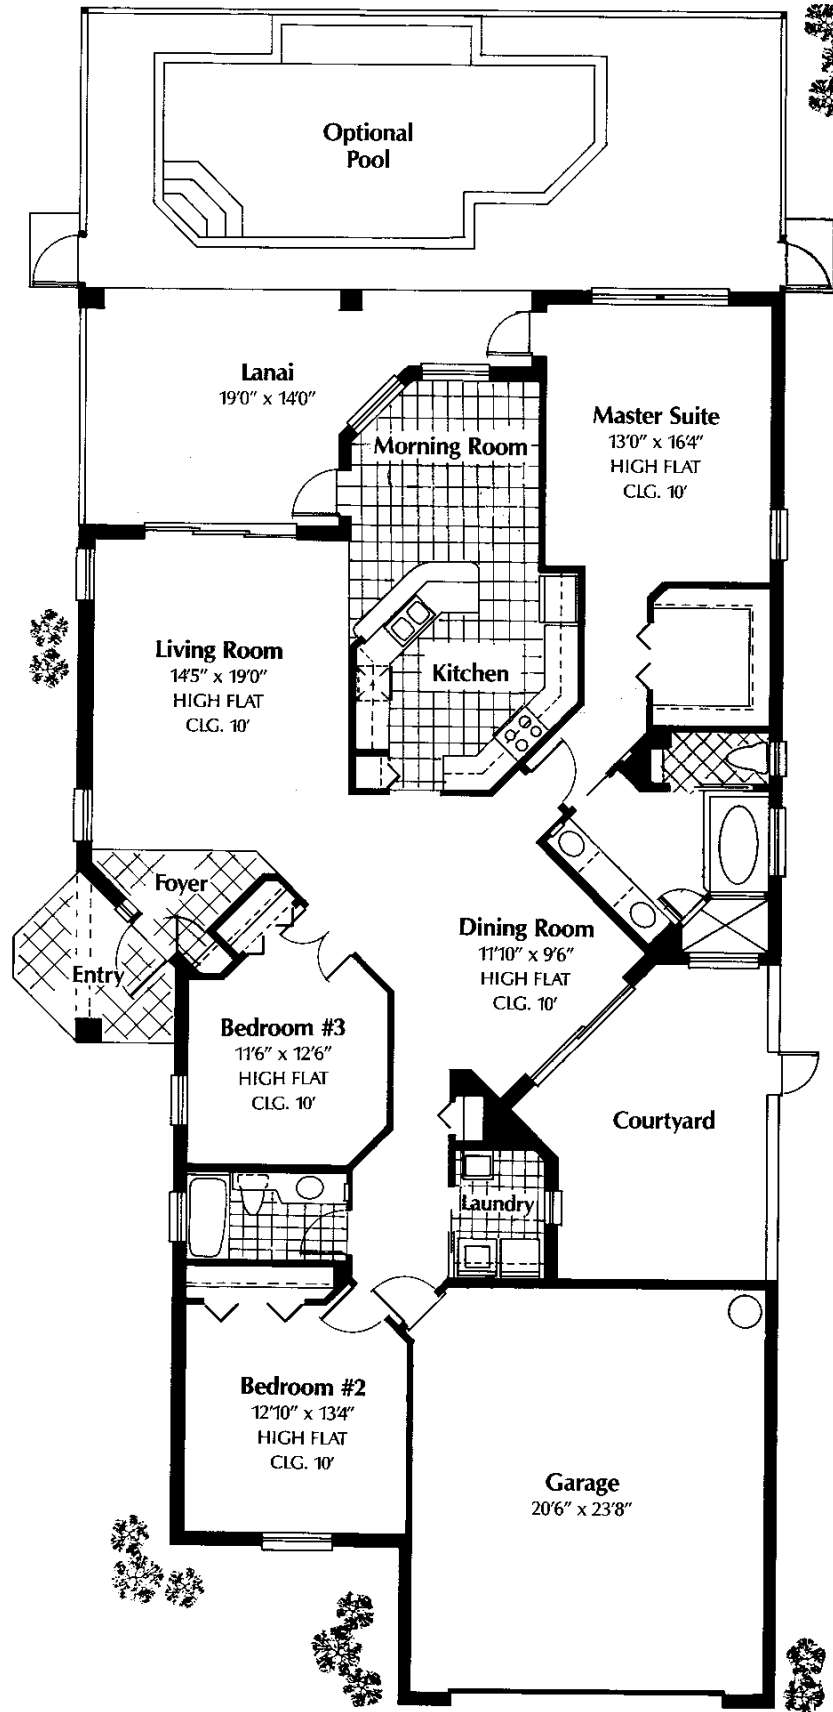 Optional
Pool
Lanai
19'0" x 14'0"
Master Suite
13'0" x 16'4"
HIGH FLAT
CLG. 10'
Morning Room
Living Room
14'5" x 19'0"
HIGH FLAT
CLG. 10'
Kitchen
Foyer
Entry
Dining Room
11'10" x 9'6"
HIGH FLAT
CLG. 10'
Bedroom #3
11'6" x 12'6"
HIGH FLAT
CLG. 10'
Courtyard
Laundry
Bedroom #2
12'10" x 13'4"
HIGH FLAT
CLG. 10'
Garage
20'6" x 23'8"